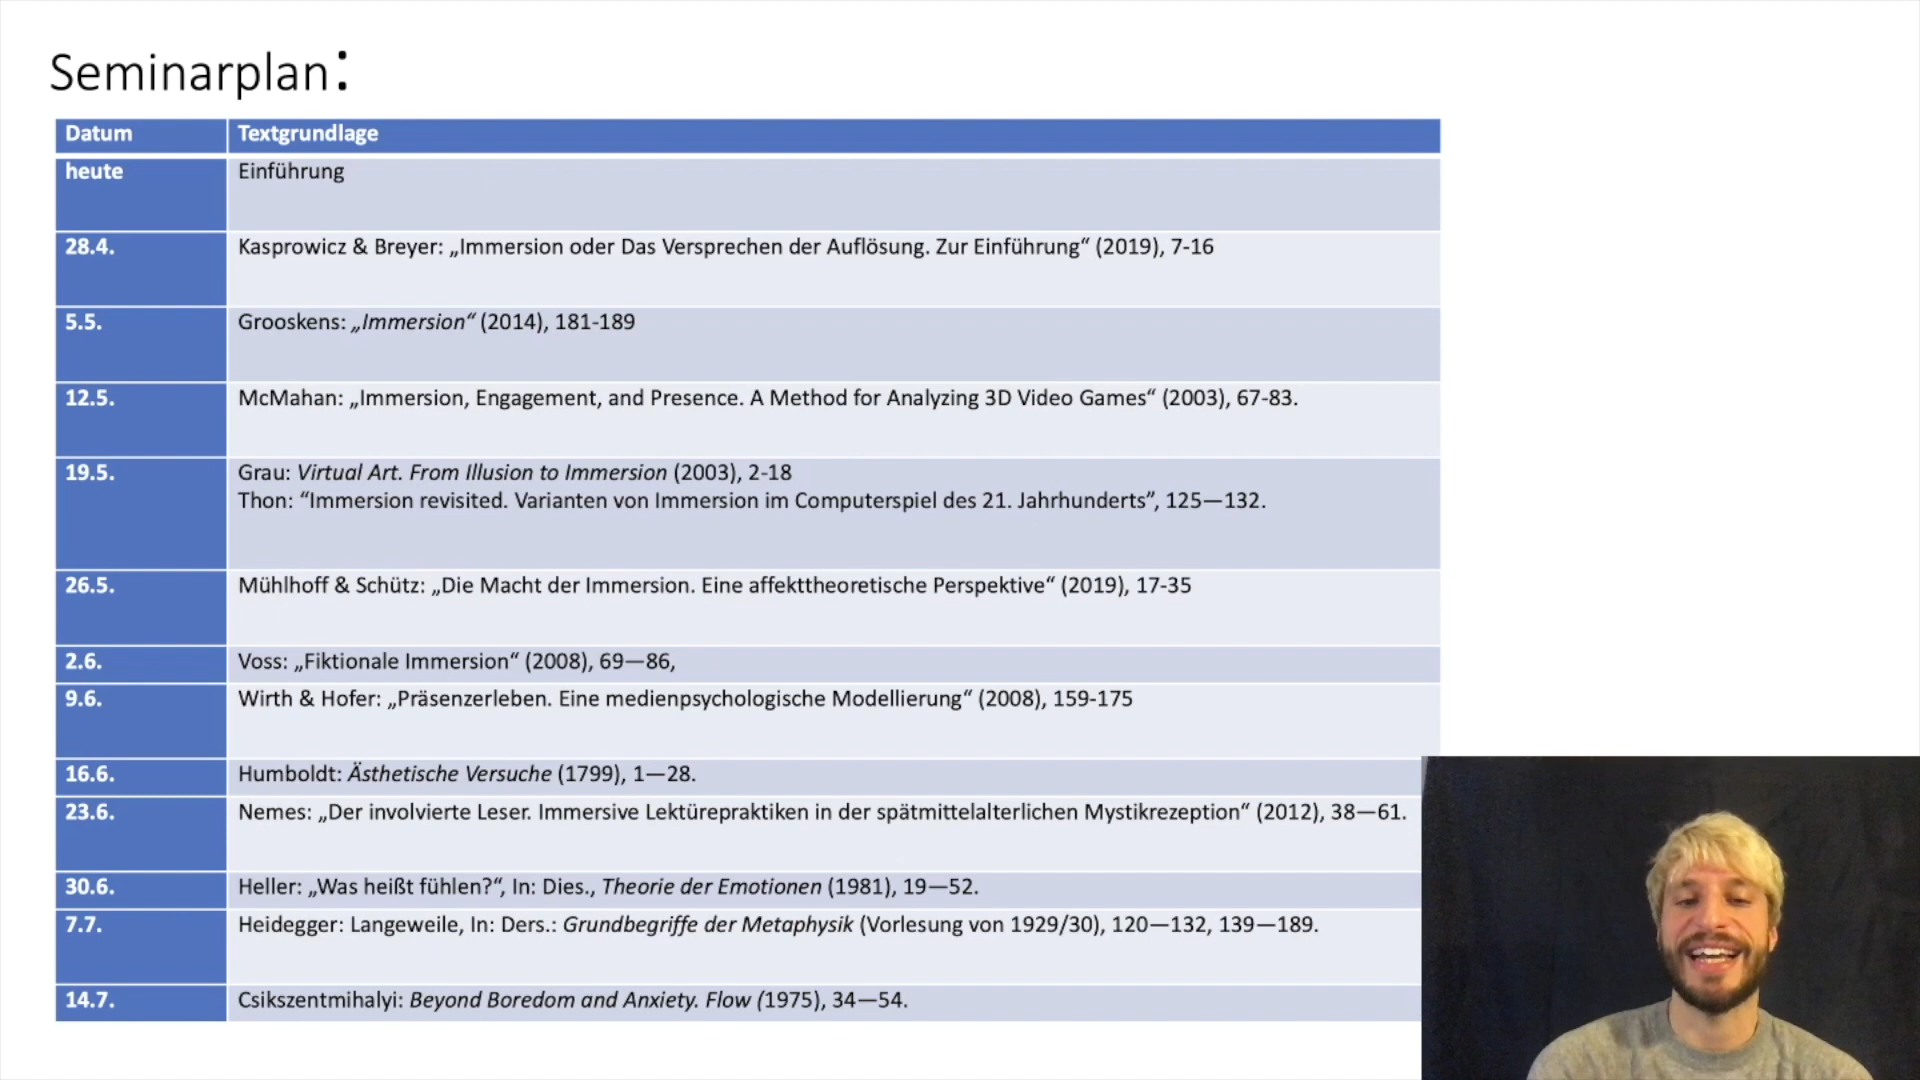 Seminarplan:
Datum Textgrundlage
heute Einführung
28.4. Kasprowicz & Breyer: „Immersion oder Das Versprechen der Auflösung. Zur Einführung“ (2019), 7-16
5.5. Grooskens: „Immersion“ (2014), 181-189
12.5. McMahan: „Immersion, Engagement, and Presence. A Method for Analyzing 3D Video Games“ (2003), 67-83.
19.5. Grau: Virtual Art. From Illusion to Immersion (2003), 2-18
Thon: “Immersion revisited. Varianten von Immersion im Computerspiel des 21. Jahrhunderts”, 125—132.
26.5. Mühlhoff & Schütz: „Die Macht der Immersion. Eine affekttheoretische Perspektive“ (2019), 17-35
2.6. Voss: „Fiktionale Immersion“ (2008), 69—86,
9.6. Wirth & Hofer: „Präsenzerleben. Eine medienpsychologische Modellierung“ (2008), 159-175
16.6. Humboldt: Ästhetische Versuche (1799), 1—28.
23.6. Nemes: „Der involvierte Leser. Immersive Lektürepraktiken in der spätmittelalterlichen Mystikrezeption“ (2012), 38—61.
30.6. Heller: „Was heißt fühlen?“, In: Dies., Theorie der Emotionen (1981), 19—52.
7.7. Heidegger: Langeweile, In: Ders.: Grundbegriffe der Metaphysik (Vorlesung von 1929/30), 120—132, 139—189.
14.7. Csikszentmihalyi: Beyond Boredom and Anxiety. Flow (1975), 34—54.